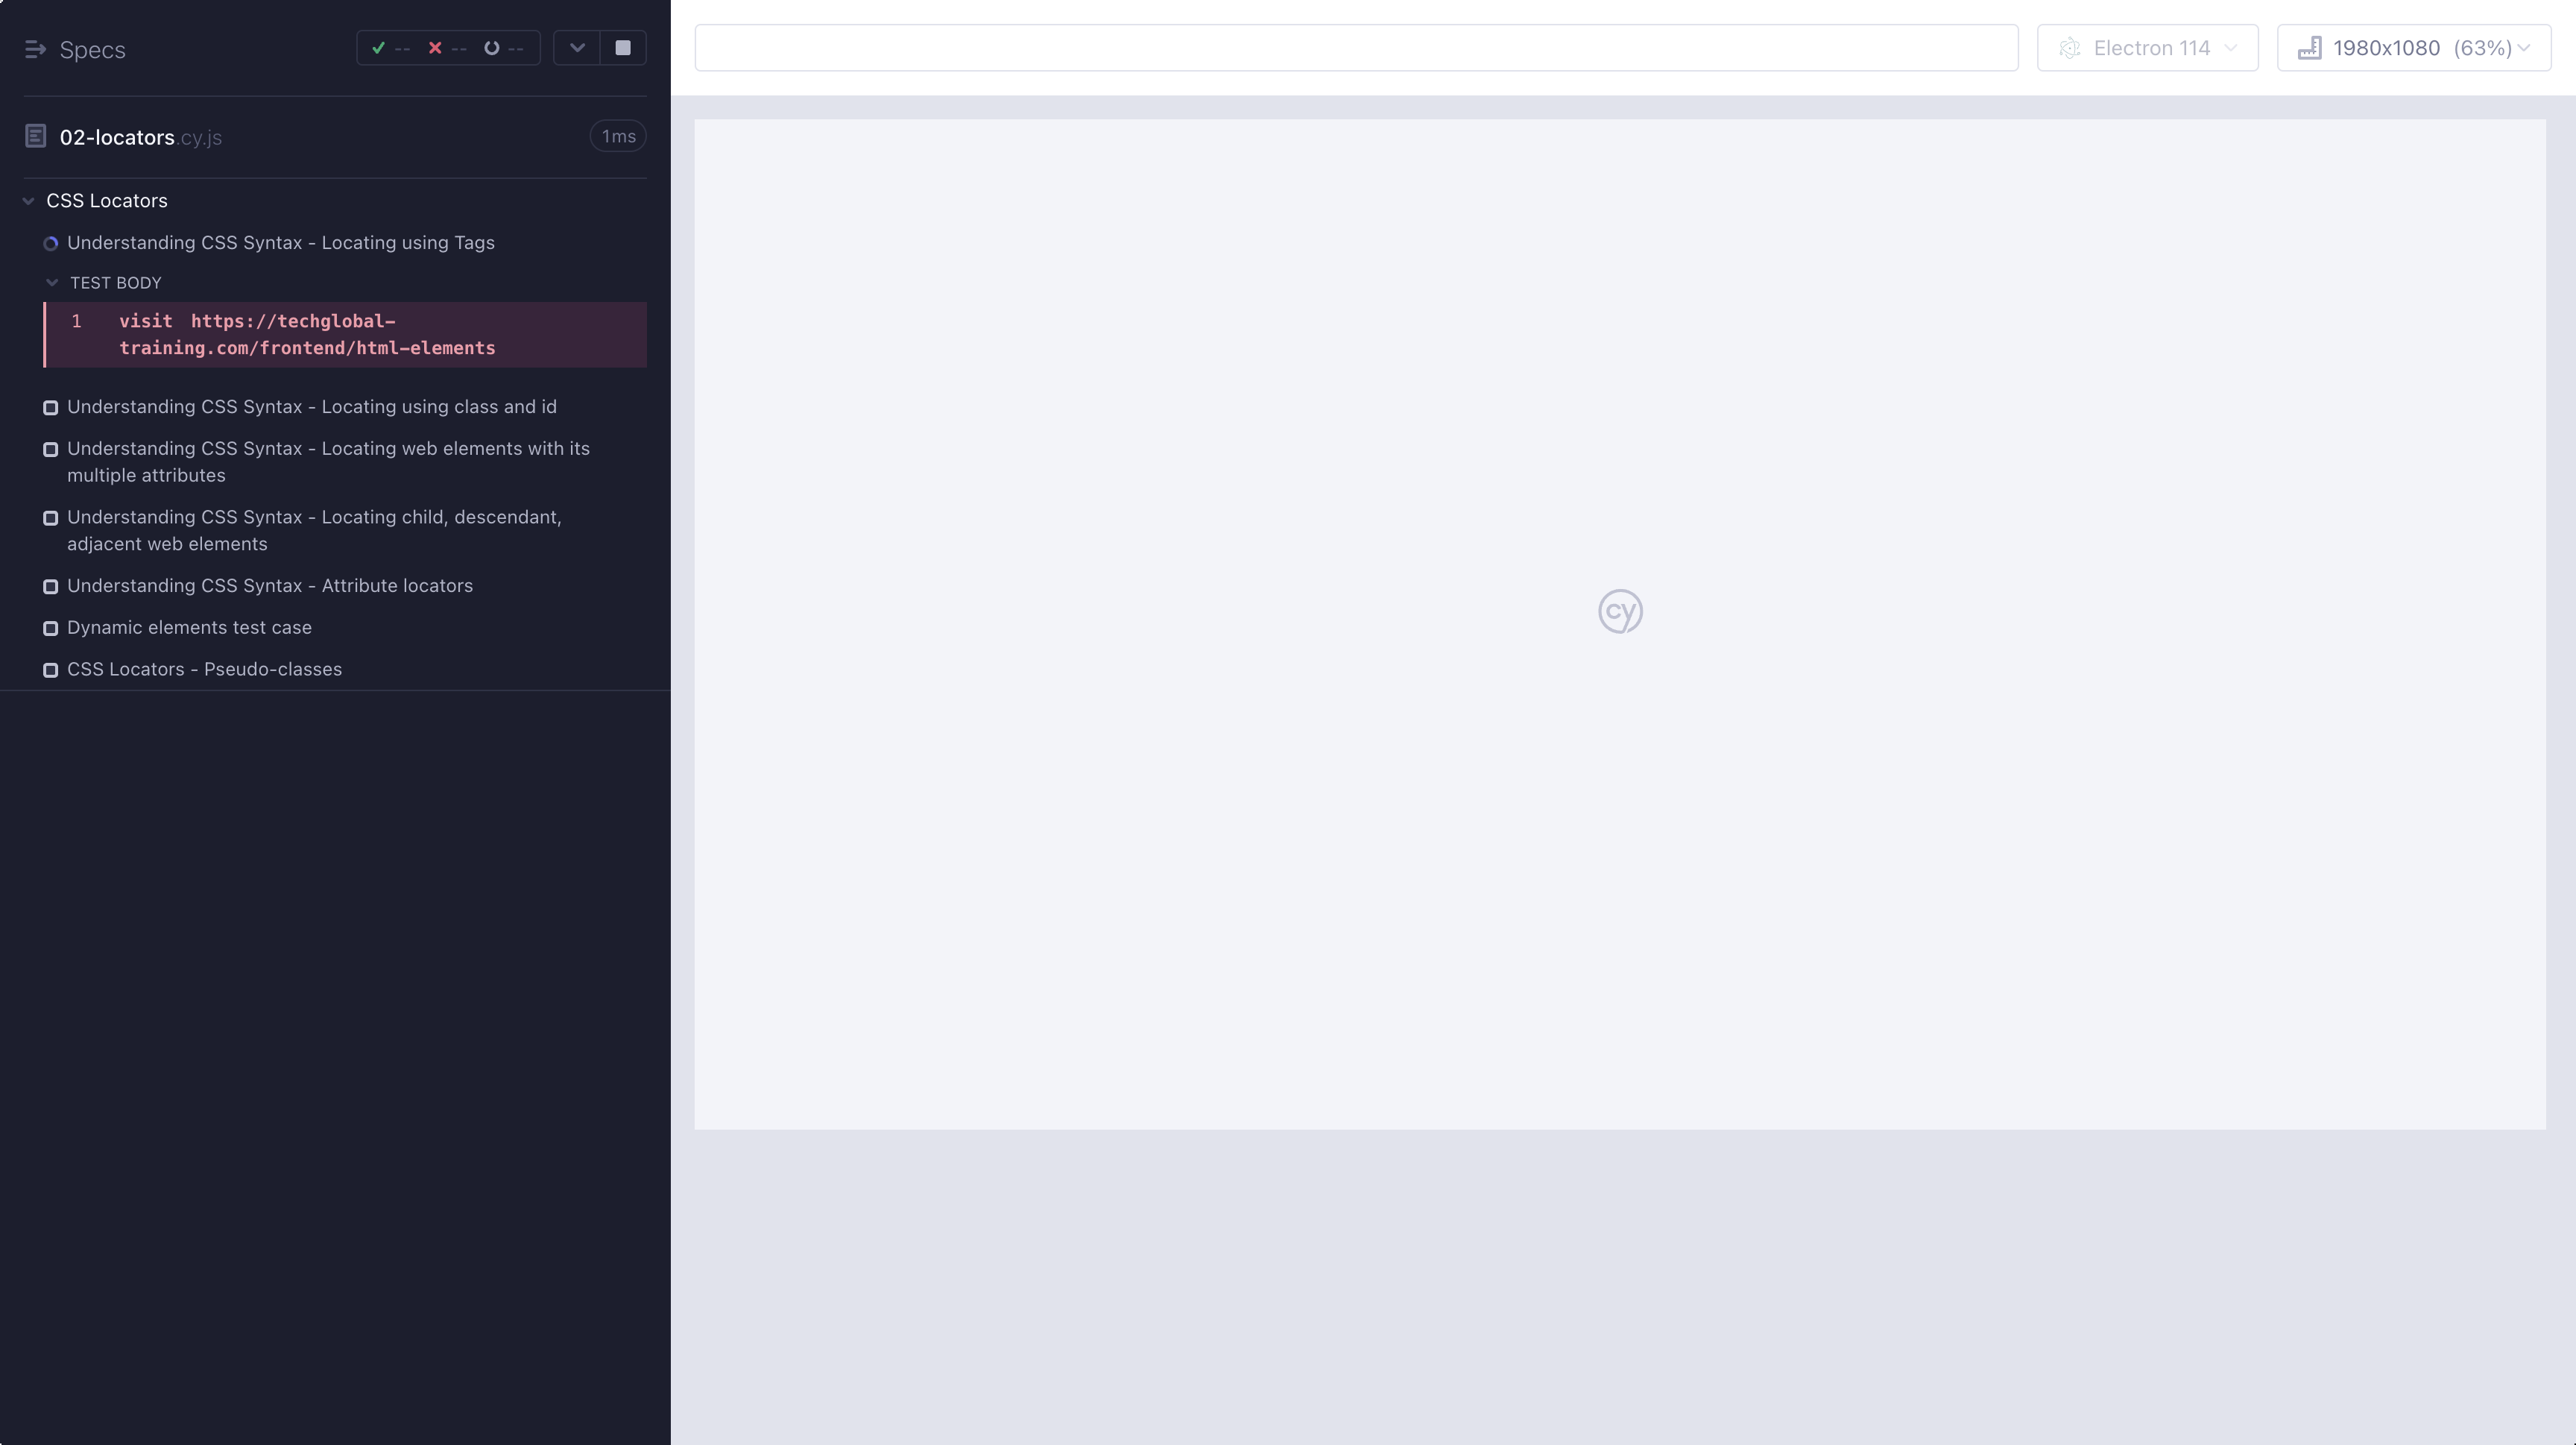 Specs
-- -- --
Electron 114
1980x1080 (63%)
02-locators.cy.js
1ms
CSS Locators
Understanding CSS Syntax - Locating using Tags
TEST BODY
1 visit https://techglobal-
training.com/frontend/html-elements
Understanding CSS Syntax - Locating using class and id
Understanding CSS Syntax - Locating web elements with its
multiple attributes
Understanding CSS Syntax - Locating child, descendant,
adjacent web elements
Understanding CSS Syntax - Attribute locators
Dynamic elements test case
CSS Locators - Pseudo-classes
cy